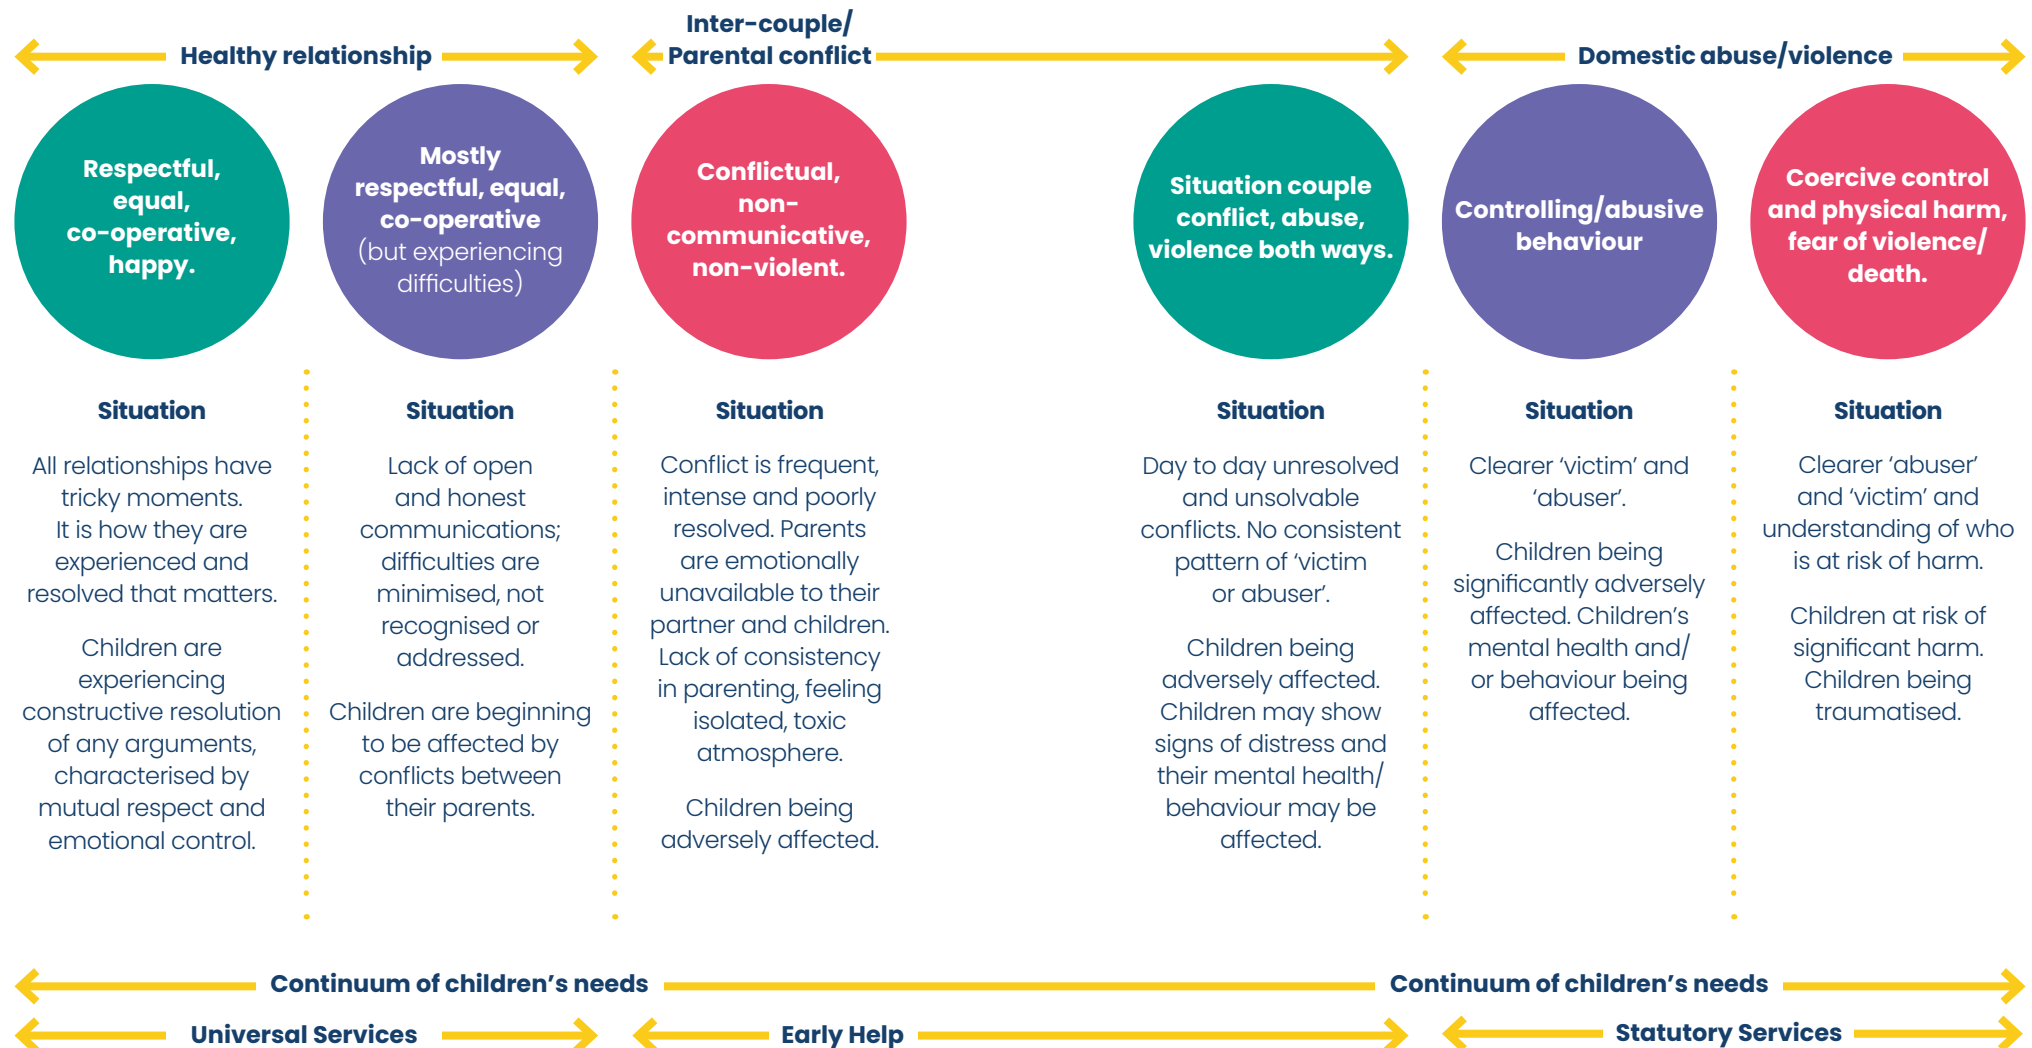 Healthy relationship
Inter-couple/
Parental conflict
Domestic abuse/violence
Respectful,
equal,
co-operative,
happy.
Mostly
respectful, equal,
co-operative
(but experiencing
difficulties)
Conflictual,
non-
communicative,
non-violent.
Situation couple
conflict, abuse,
violence both ways.
Controlling/abusive
behaviour
Coercive control
and physical harm,
fear of violence/
death.
Situation
All relationships have
tricky moments.
It is how they are
experienced and
resolved that matters.
Children are
experiencing
constructive resolution
of any arguments,
characterised by
mutual respect and
emotional control.
Situation
Lack of open
and honest
communications;
difficulties are
minimised, not
recognised or
addressed.
Children are beginning
to be affected by
conflicts between
their parents.
Situation
Conflict is frequent,
intense and poorly
resolved. Parents
are emotionally
unavailable to their
partner and children.
Lack of consistency
in parenting, feeling
isolated, toxic
atmosphere.
Children being
adversely affected.
Situation
Day to day unresolved
and unsolvable
conflicts. No consistent
pattern of ‘victim
or abuser’.
Children being
adversely affected.
Children may show
signs of distress and
their mental health/
behaviour may be
affected.
Situation
Clearer ‘victim’ and
‘abuser’.
Children being
significantly adversely
affected. Children’s
mental health and/
or behaviour being
affected.
Situation
Clearer ‘abuser’
and ‘victim’ and
understanding of who
is at risk of harm.
Children at risk of
significant harm.
Children being
traumatised.
Continuum of children’s needs
Continuum of children’s needs
Universal Services
Early Help
Statutory Services